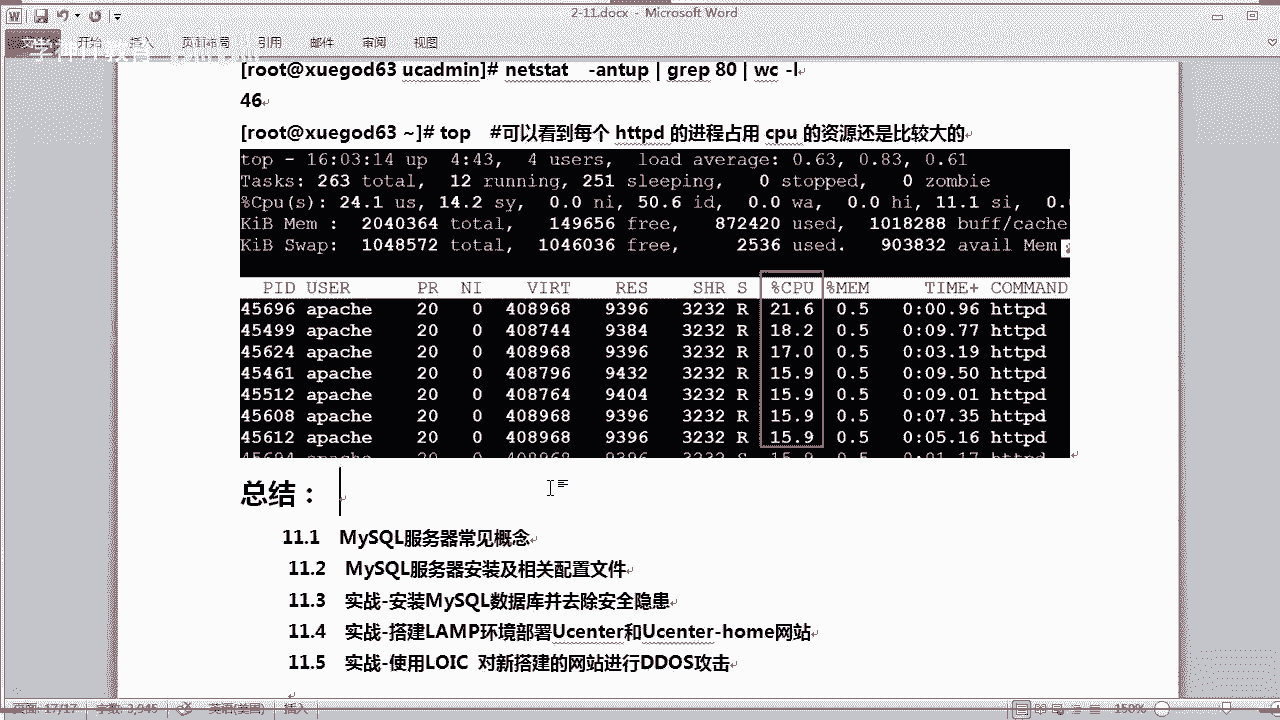 2-11.docx - Microsoft Word
开始 插入 页面布局 引用 邮件 审阅 视图
[root@xuegod63 ucadmin]# netstat -antup | grep 80 | wc -l
46
[root@xuegod63 ~]# top #可以看到每个 httpd 的进程占用 cpu 的资源还是比较大的
top - 16:03:14 up 4:43, 4 users, load average: 0.63, 0.83, 0.61
Tasks: 263 total, 12 running, 251 sleeping, 0 stopped, 0 zombie
%Cpu(s): 24.1 us, 14.2 sy, 0.0 ni, 50.6 id, 0.0 wa, 0.0 hi, 11.1 si, 0.
KiB Mem : 2040364 total, 149656 free, 872420 used, 1018288 buff/cache
KiB Swap: 1048572 total, 1046036 free, 2536 used. 903832 avail Mem
PID USER PR NI VIRT RES SHR S %CPU %MEM TIME+ COMMAND
45696 apache 20 0 408968 9396 3232 R 21.6 0.5 0:00.96 httpd
45499 apache 20 0 408744 9384 3232 R 18.2 0.5 0:09.77 httpd
45624 apache 20 0 408968 9396 3232 R 17.0 0.5 0:03.19 httpd
45461 apache 20 0 408796 9432 3232 R 15.9 0.5 0:09.50 httpd
45512 apache 20 0 408764 9404 3232 R 15.9 0.5 0:09.01 httpd
45608 apache 20 0 408968 9396 3232 R 15.9 0.5 0:07.35 httpd
45612 apache 20 0 408968 9396 3232 R 15.9 0.5 0:05.16 httpd
总结：
11.1 MySQL服务器常见概念
11.2 MySQL服务器安装及相关配置文件
11.3 实战-安装MySQL数据库并去除安全隐患
11.4 实战-搭建LAMP环境部署Ucenter和Ucenter-home网站
11.5 实战-使用LOIC 对新搭建的网站进行DDOS攻击
页面: 17/17 字数: 3,945 英语(美国) 插入 150%